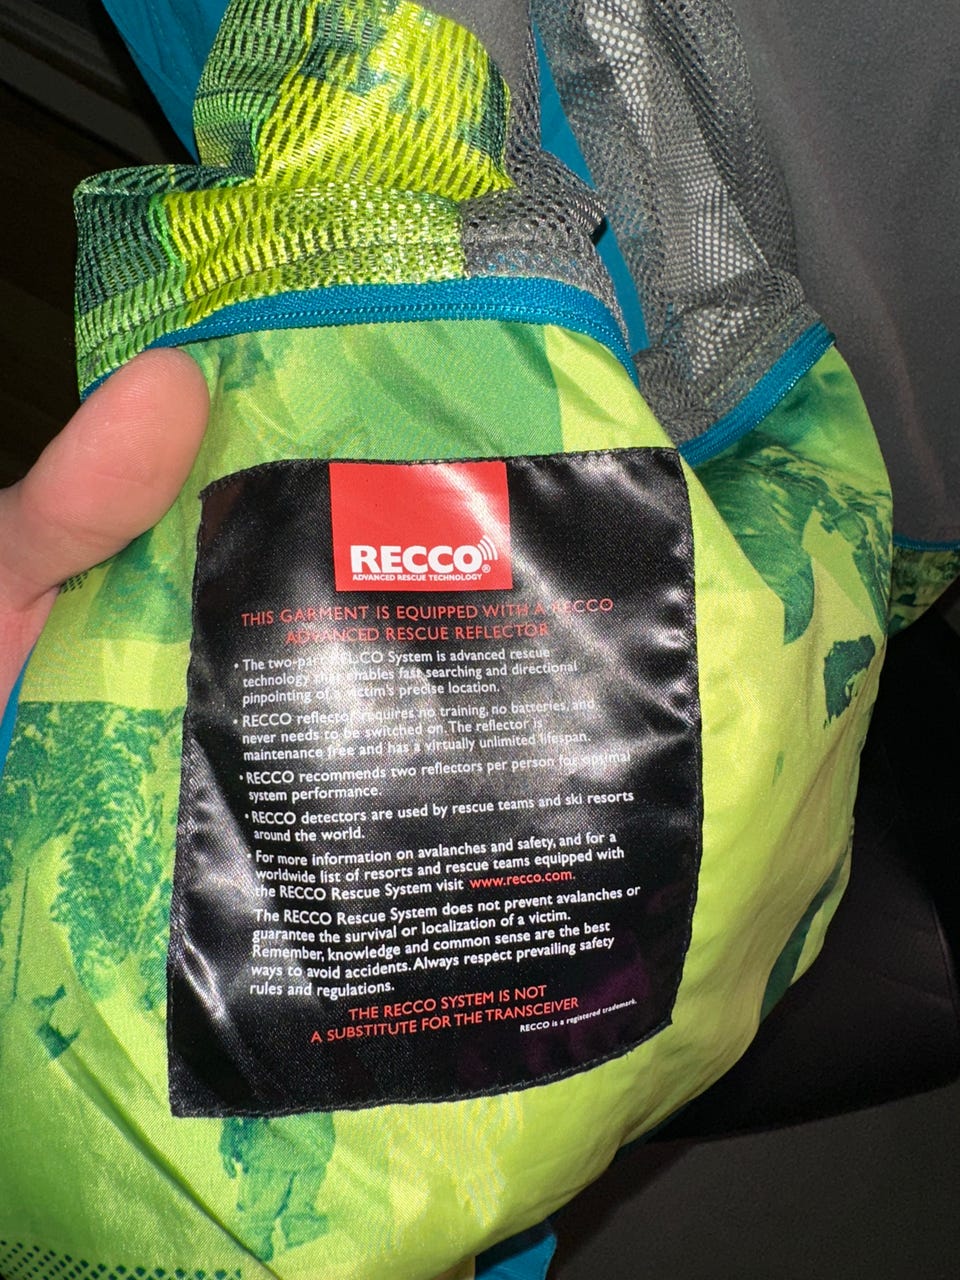 RECCO®
ADVANCED RESCUE TECHNOLOGY
THIS GARMENT IS EQUIPPED WITH A RECCO
ADVANCED RESCUE REFLECTOR
• The two-part RECCO System is advanced rescue
technology that enables fast searching and directional
pinpointing of a victim's precise location.
• RECCO reflector requires no training, no batteries, and
never needs to be switched on. The reflector is
maintenance free and has a virtually unlimited lifespan.
• RECCO recommends two reflectors per person for optimal
system performance.
• RECCO detectors are used by rescue teams and ski resorts
around the world.
• For more information on avalanches and safety, and for a
worldwide list of resorts and rescue teams equipped with
the RECCO Rescue System visit www.recco.com.
The RECCO Rescue System does not prevent avalanches or
guarantee the survival or localization of a victim.
Remember, knowledge and common sense are the best
ways to avoid accidents. Always respect prevailing safety
rules and regulations.
THE RECCO SYSTEM IS NOT
A SUBSTITUTE FOR THE TRANSCEIVER
RECCO is a registered trademark.